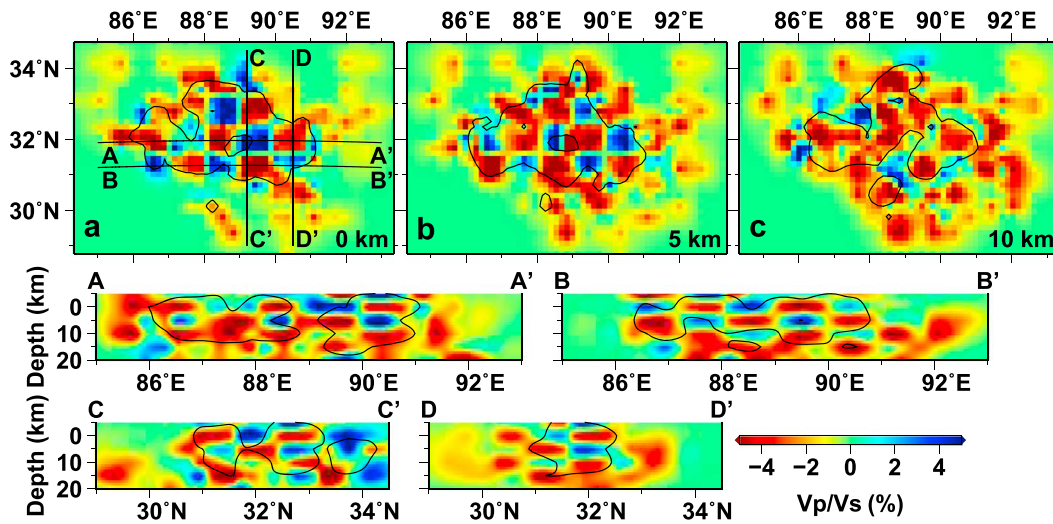 86˚E 88˚E 90˚E 92˚E 86˚E 88˚E 90˚E 92˚E 86˚E 88˚E 90˚E 92˚E
34˚N
32˚N
30˚N
C D
A A’
B B’
C’ D’
a 0 km
b 5 km
c 10 km
A A’ B B’
Depth (km)
0
10
20
86˚E 88˚E 90˚E 92˚E 86˚E 88˚E 90˚E 92˚E
C C’ D D’
Depth (km)
0
10
20
30˚N 32˚N 34˚N 30˚N 32˚N 34˚N
−4 −2 0 2 4
Vp/Vs (%)